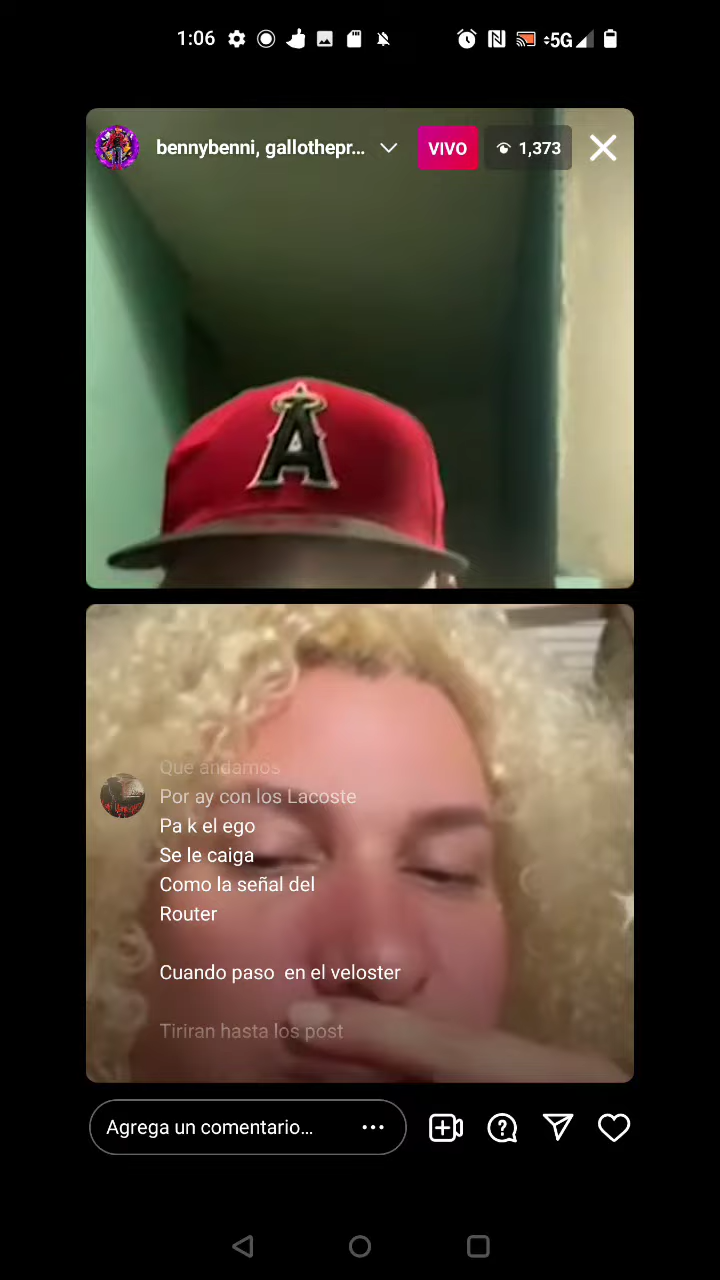 1:06
5G
bennybenni, gallothepr...
VIVO
1,373
A
Que andamos
Por ay con los Lacoste
Pa k el ego
Se le caiga
Como la señal del
Router
Cuando paso  en el veloster
Tiriran hasta los post
Agrega un comentario...